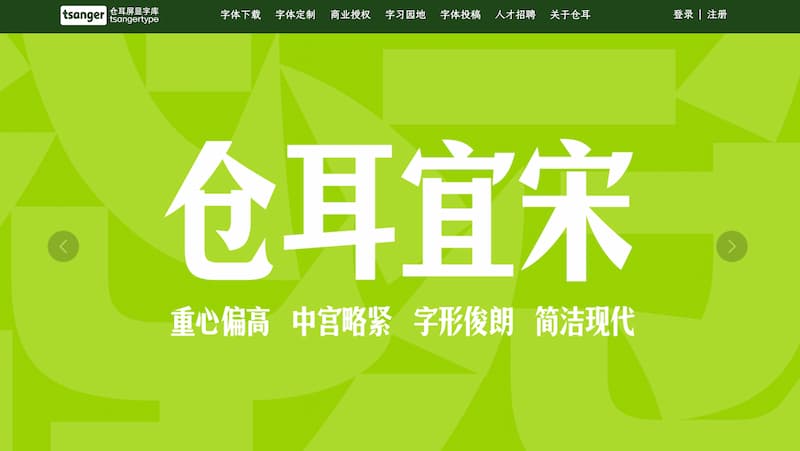 tsanger 仓耳屏显字库
tsangertype
字体下载 字体定制 商业授权 字习园地 字体投稿 人才招聘 关于仓耳
登录 | 注册
仓耳宜宋
重心偏高 中宫略紧 字形俊朗 简洁现代